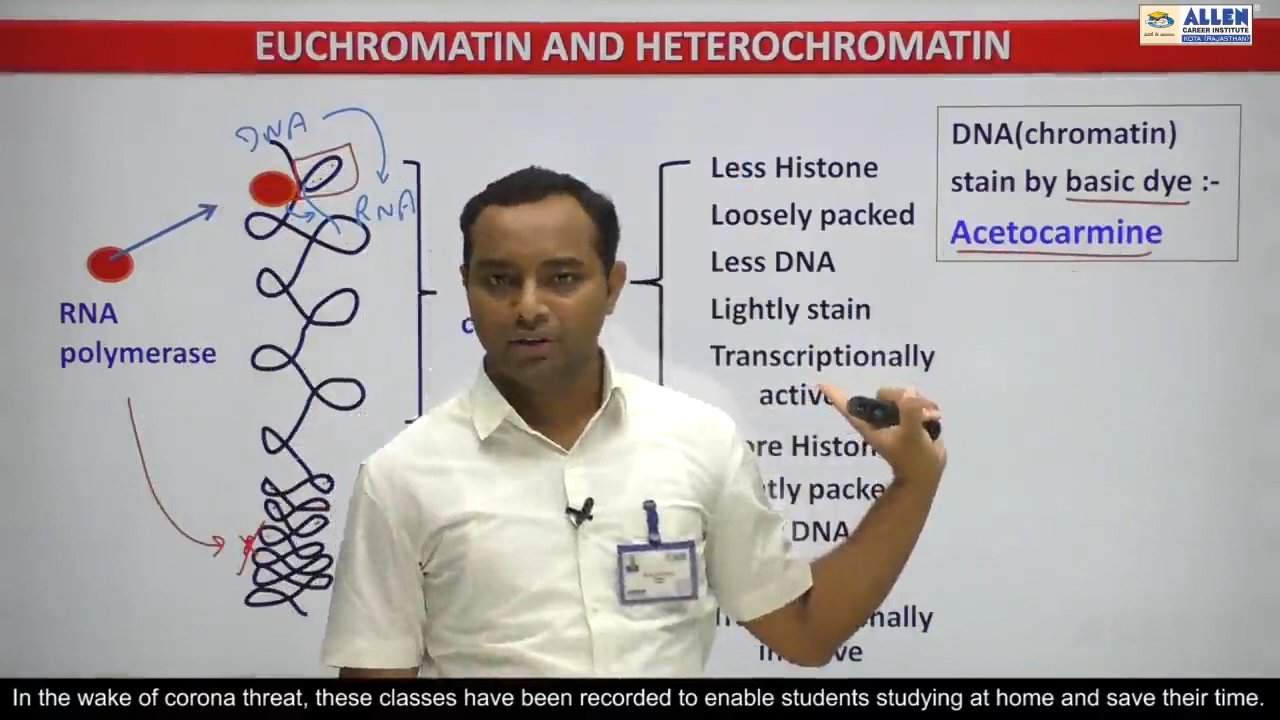 ALLEN
CAREER INSTITUTE
KOTA (RAJASTHAN)
EUCHROMATIN AND HETEROCHROMATIN
DNA
RNA
RNA
polymerase
Less Histone
Loosely packed
Less DNA
Lightly stain
Transcriptionally
DNA(chromatin)
stain by basic dye :-
Acetocarmine
DNA
In the wake of corona threat, these classes have been recorded to enable students studying at home and save their time.